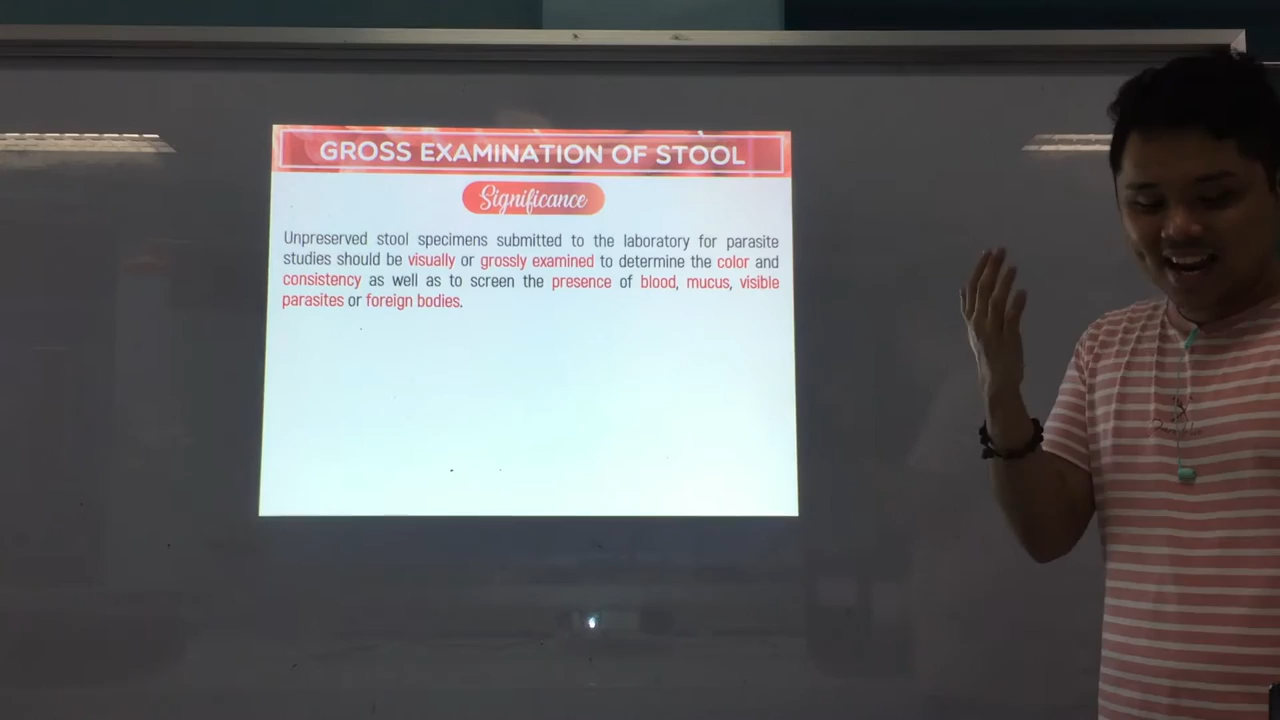 GROSS EXAMINATION OF STOOL
Significance
Unpreserved stool specimens submitted to the laboratory for parasite
studies should be visually or grossly examined to determine the color and
consistency as well as to screen the presence of blood, mucus, visible
parasites or foreign bodies.